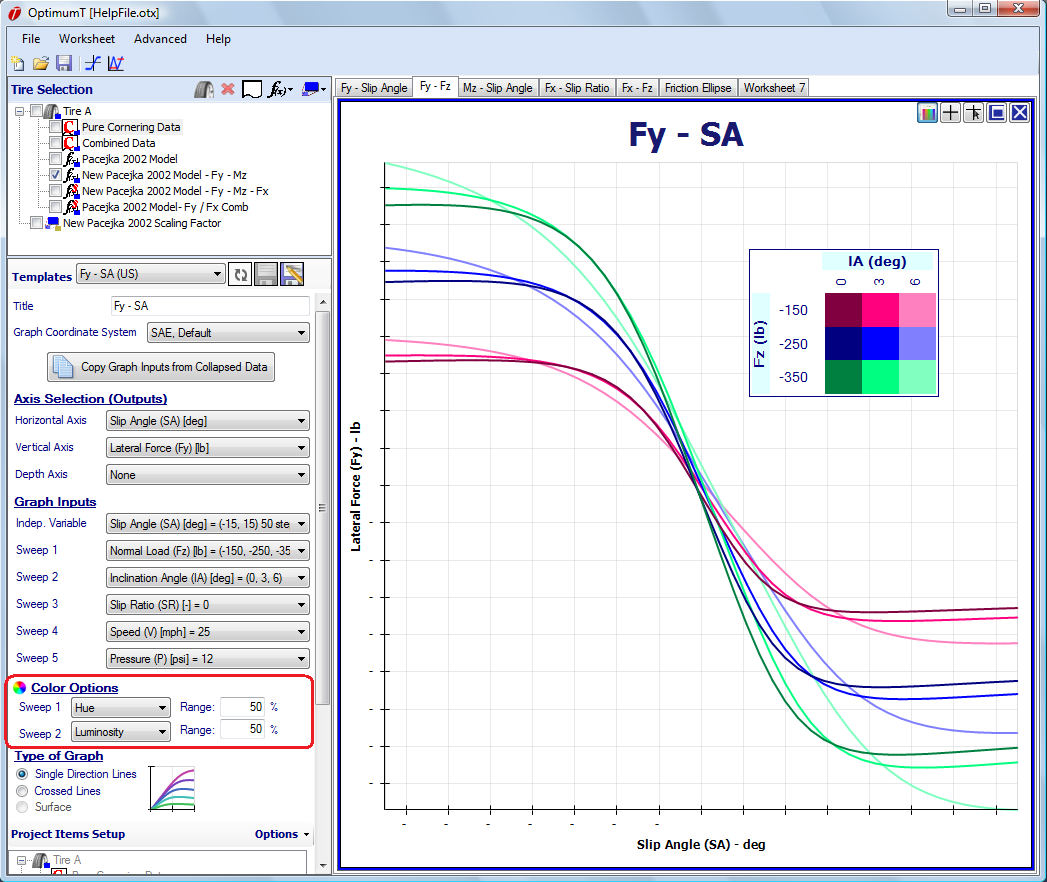 OptimumT [HelpFile.otx]
File Worksheet Advanced Help
Tire Selection
f(x)
Tire A
Pure Cornering Data
Combined Data
Pacejka 2002 Model
New Pacejka 2002 Model - Fy - Mz
New Pacejka 2002 Model - Fy - Mz - Fx
Pacejka 2002 Model- Fy / Fx Comb
New Pacejka 2002 Scaling Factor
Templates Fy - SA (US)
Title Fy - SA
Graph Coordinate System SAE, Default
Copy Graph Inputs from Collapsed Data
Axis Selection (Outputs)
Horizontal Axis Slip Angle (SA) [deg]
Vertical Axis Lateral Force (Fy) [lb]
Depth Axis None
Graph Inputs
Indep. Variable Slip Angle (SA) [deg] = (-15, 15) 50 ste
Sweep 1 Normal Load (Fz) [lb] = (-150, -250, -35
Sweep 2 Inclination Angle (IA) [deg] = (0, 3, 6)
Sweep 3 Slip Ratio (SR) [-] = 0
Sweep 4 Speed (V) [mph] = 25
Sweep 5 Pressure (P) [psi] = 12
Color Options
Sweep 1 Hue Range: 50 %
Sweep 2 Luminosity Range: 50 %
Type of Graph
Single Direction Lines
Crossed Lines
Surface
Project Items Setup Options
Tire A
Fy - Slip Angle Fy - Fz Mz - Slip Angle Fx - Slip Ratio Fx - Fz Friction Ellipse Worksheet 7
Fy - SA
IA (deg)
0 3 6
Fz (lb)
-150
-250
-350
Lateral Force (Fy) - lb
Slip Angle (SA) - deg